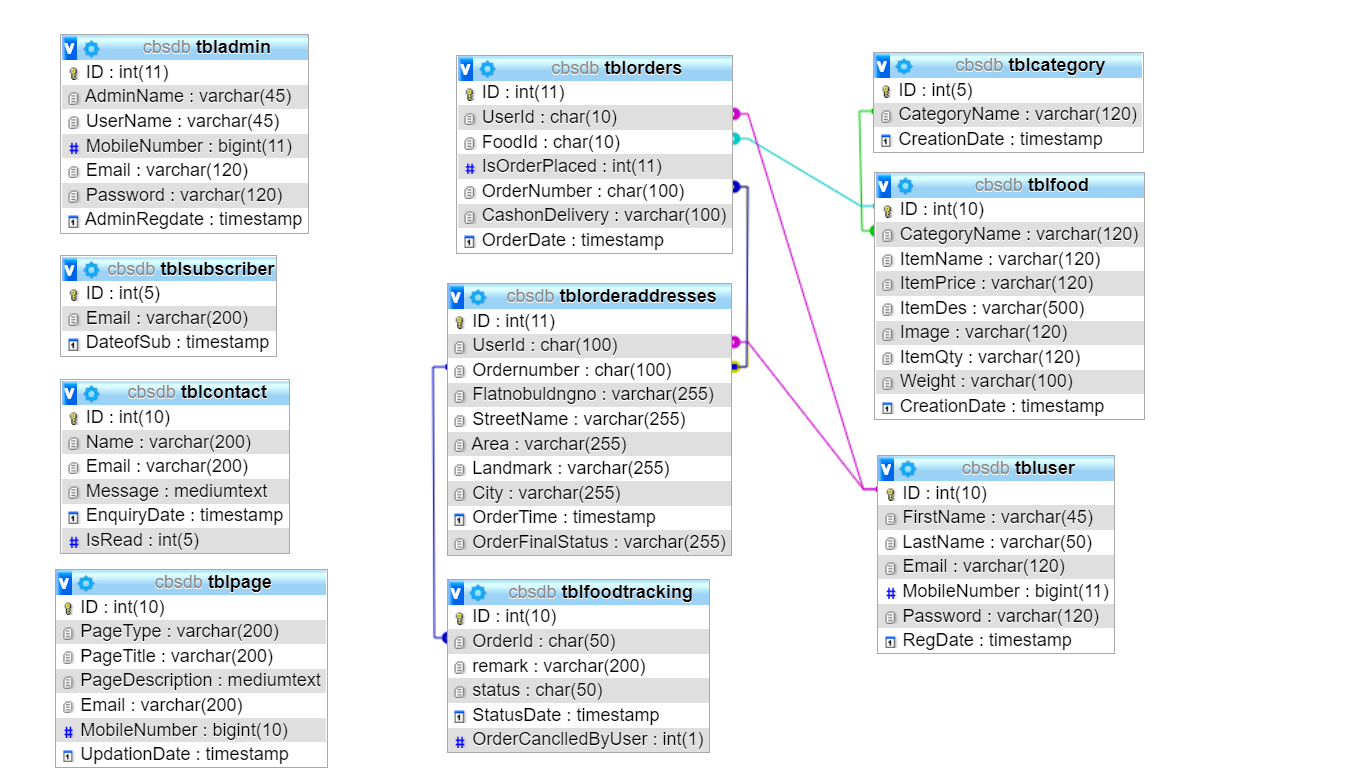 cbsdb tbladmin
ID : int(11)
AdminName : varchar(45)
UserName : varchar(45)
MobileNumber : bigint(11)
Email : varchar(120)
Password : varchar(120)
AdminRegdate : timestamp
cbsdb tblsubscriber
ID : int(5)
Email : varchar(200)
DateofSub : timestamp
cbsdb tblcontact
ID : int(10)
Name : varchar(200)
Email : varchar(200)
Message : mediumtext
EnquiryDate : timestamp
IsRead : int(5)
cbsdb tblpage
ID : int(10)
PageType : varchar(200)
PageTitle : varchar(200)
PageDescription : mediumtext
Email : varchar(200)
MobileNumber : bigint(10)
UpdationDate : timestamp
cbsdb tblorders
ID : int(11)
UserId : char(10)
FoodId : char(10)
IsOrderPlaced : int(11)
OrderNumber : char(100)
CashonDelivery : varchar(100)
OrderDate : timestamp
cbsdb tblorderaddresses
ID : int(11)
UserId : char(100)
Ordernumber : char(100)
Flatnobuldngno : varchar(255)
StreetName : varchar(255)
Area : varchar(255)
Landmark : varchar(255)
City : varchar(255)
OrderTime : timestamp
OrderFinalStatus : varchar(255)
cbsdb tblfoodtracking
ID : int(10)
OrderId : char(50)
remark : varchar(200)
status : char(50)
StatusDate : timestamp
OrderCanclledByUser : int(1)
cbsdb tblcategory
ID : int(5)
CategoryName : varchar(120)
CreationDate : timestamp
cbsdb tblfood
ID : int(10)
CategoryName : varchar(120)
ItemName : varchar(120)
ItemPrice : varchar(120)
ItemDes : varchar(500)
Image : varchar(120)
ItemQty : varchar(120)
Weight : varchar(100)
CreationDate : timestamp
cbsdb tbluser
ID : int(10)
FirstName : varchar(45)
LastName : varchar(50)
Email : varchar(120)
MobileNumber : bigint(11)
Password : varchar(120)
RegDate : timestamp